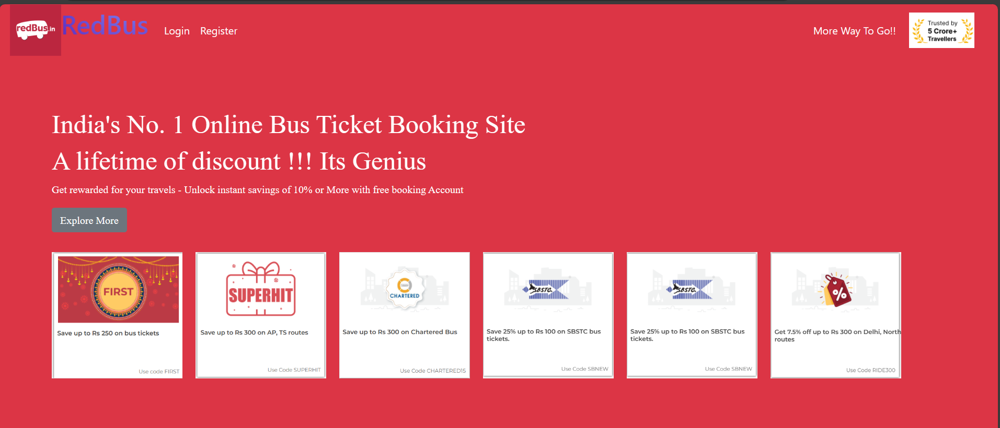 redBus.in
RedBus
Login
Register
More Way To Go!!
Trusted by
5 Crore+
Travellers
India's No. 1 Online Bus Ticket Booking Site
A lifetime of discount !!! Its Genius
Get rewarded for your travels - Unlock instant savings of 10% or More with free booking Account
Explore More
FIRST
Save up to Rs 250 on bus tickets
Use code FIRST
SUPERHIT
Save up to Rs 300 on AP, TS routes
Use Code SUPERHIT
CHARTERED
Save up to Rs 300 on Chartered Bus
Use Code CHARTERED15
SBSTC
Save 25% up to Rs 100 on SBSTC bus
tickets.
Use Code SBNEW
SBSTC
Save 25% up to Rs 100 on SBSTC bus
tickets.
Use Code SBNEW
%
Get 7.5% off up to Rs 300 on Delhi, North
routes
Use Code RIDE300